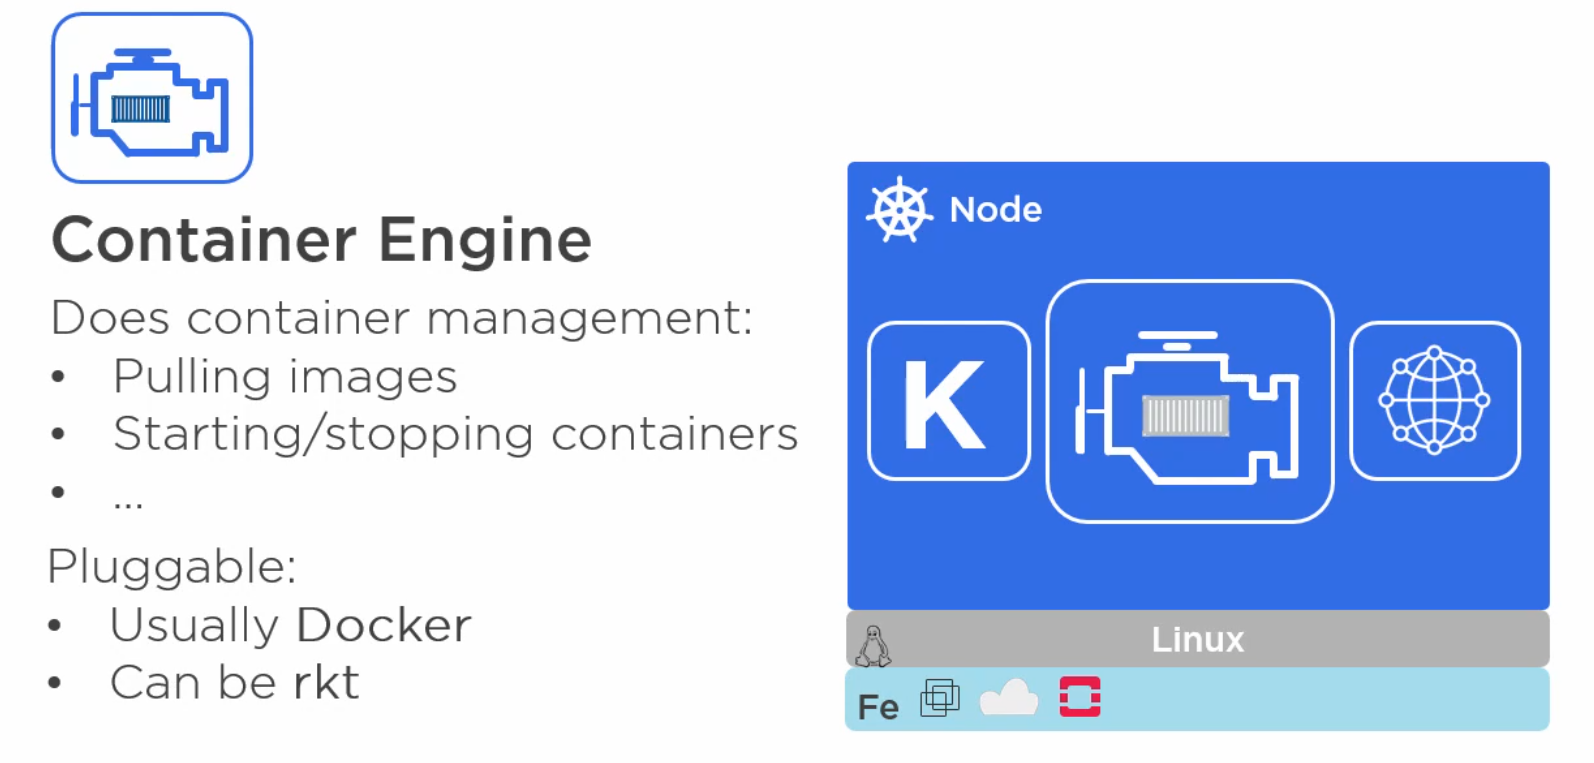 Container Engine
Does container management:
• Pulling images
• Starting/stopping containers
• ...
Pluggable:
• Usually Docker
• Can be rkt
Node
K
Linux
Fe